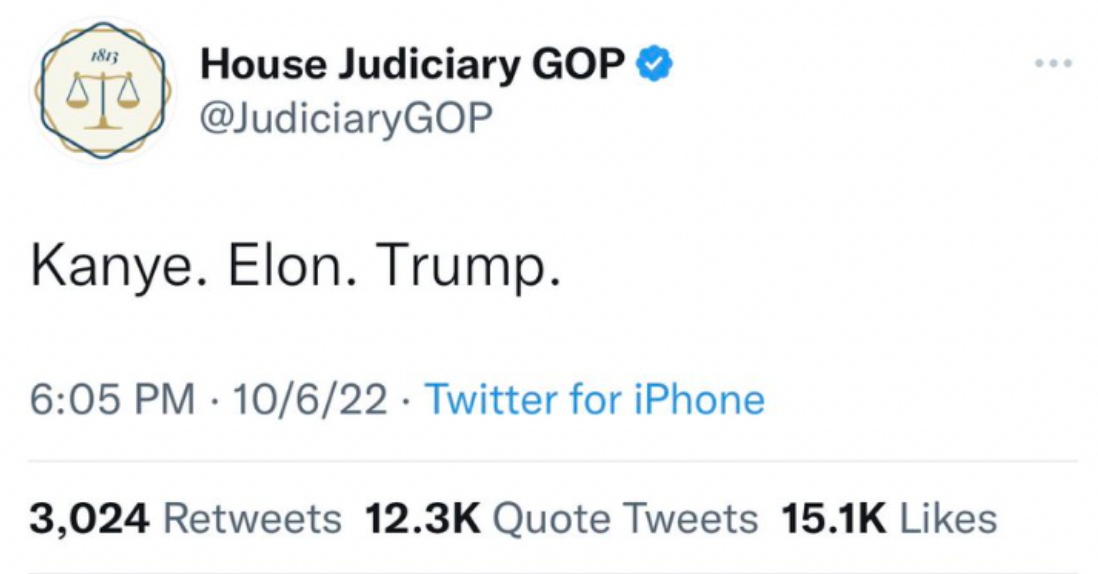 1813
House Judiciary GOP
@JudiciaryGOP
Kanye. Elon. Trump.
6:05 PM · 10/6/22 · Twitter for iPhone
3,024 Retweets 12.3K Quote Tweets 15.1K Likes